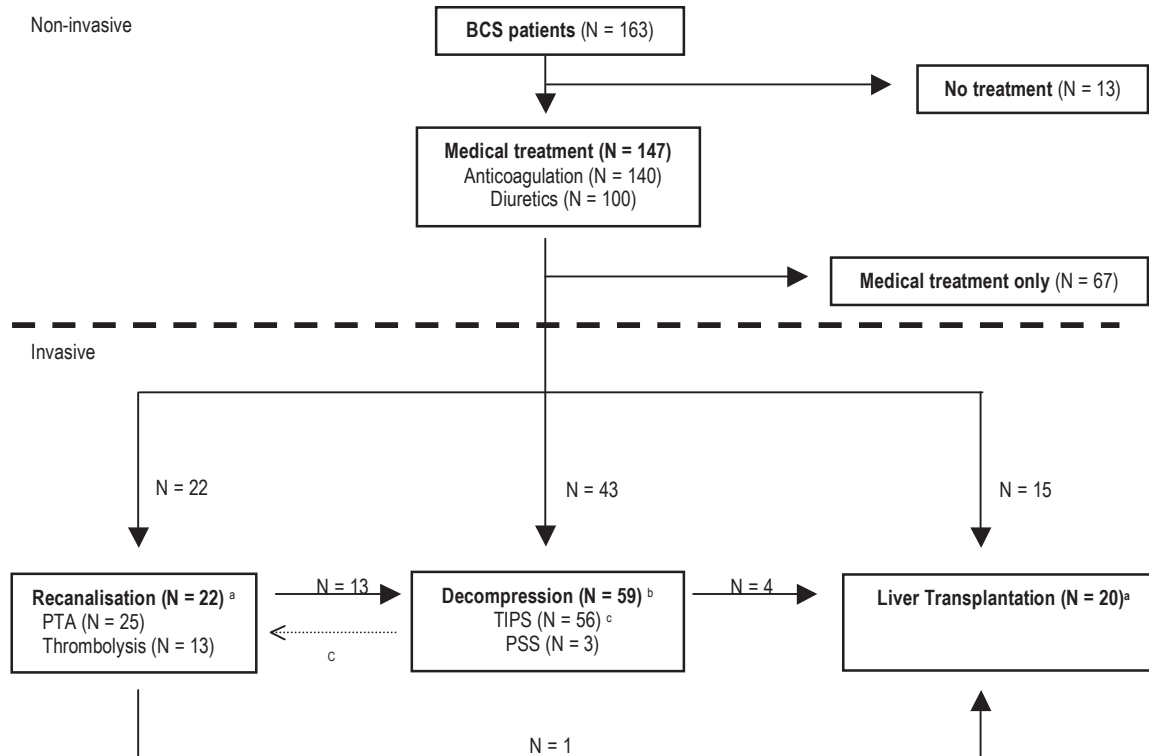 Non-invasive
BCS patients (N = 163)
No treatment (N = 13)
Medical treatment (N = 147)
Anticoagulation (N = 140)
Diuretics (N = 100)
Medical treatment only (N = 67)
Invasive
N = 22
N = 43
N = 15
Recanalisation (N = 22) a
PTA (N = 25)
Thrombolysis (N = 13)
N = 13
c
Decompression (N = 59) b
TIPS (N = 56) c
PSS (N = 3)
N = 4
Liver Transplantation (N = 20)a
N = 1